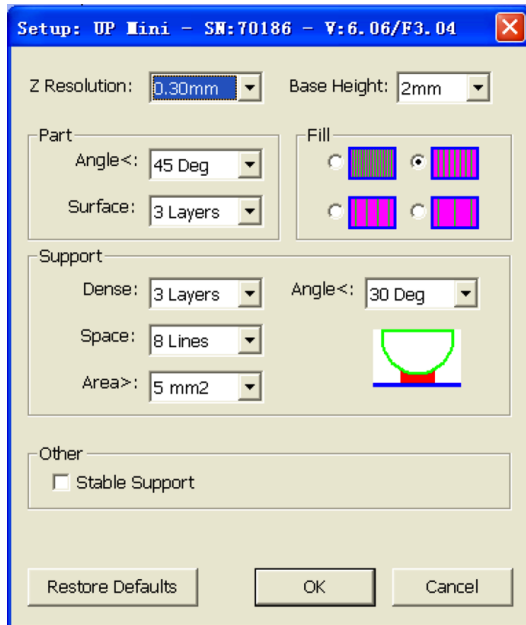 Setup: UP Mini - SN:70186 - V:6.06/F3.04
Z Resolution: 0.30mm Base Height: 2mm
Part Fill
Angle<: 45 Deg
Surface: 3 Layers
Support
Dense: 3 Layers Angle<: 30 Deg
Space: 8 Lines
Area>: 5 mm2
Other
Stable Support
Restore Defaults OK Cancel